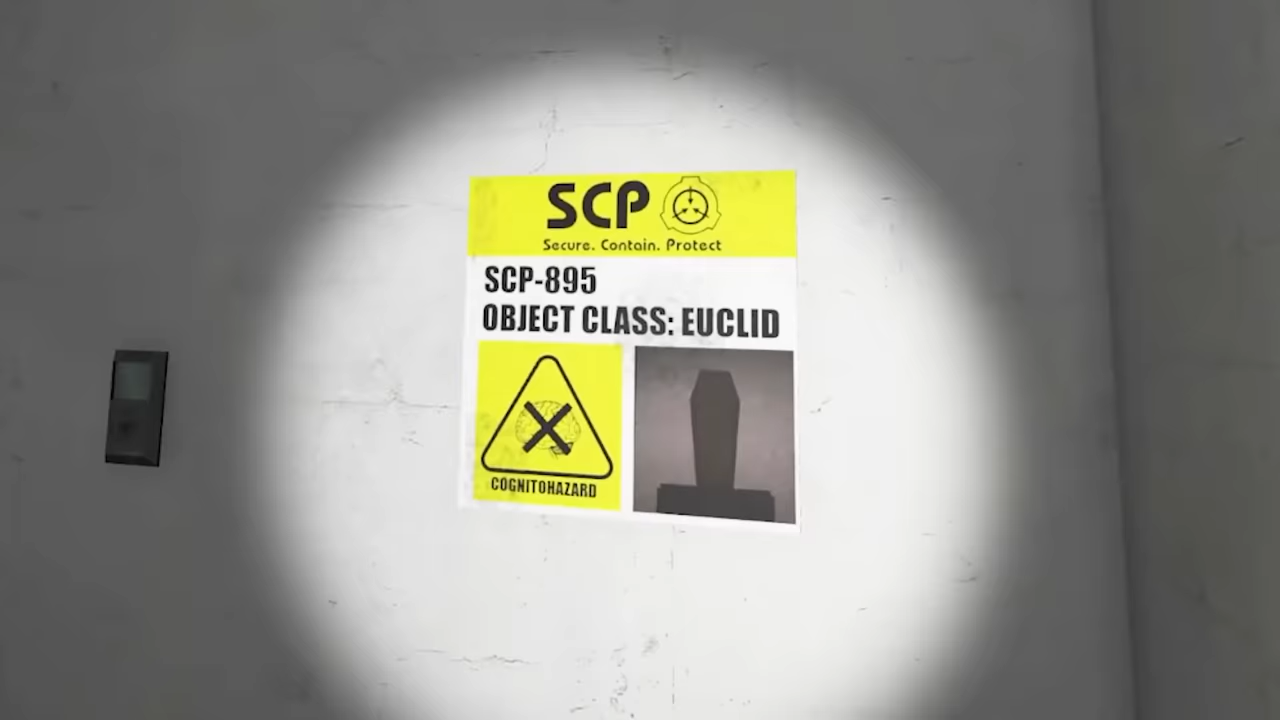 SCP
Secure. Contain. Protect
SCP-895
OBJECT CLASS: EUCLID
COGNITOHAZARD